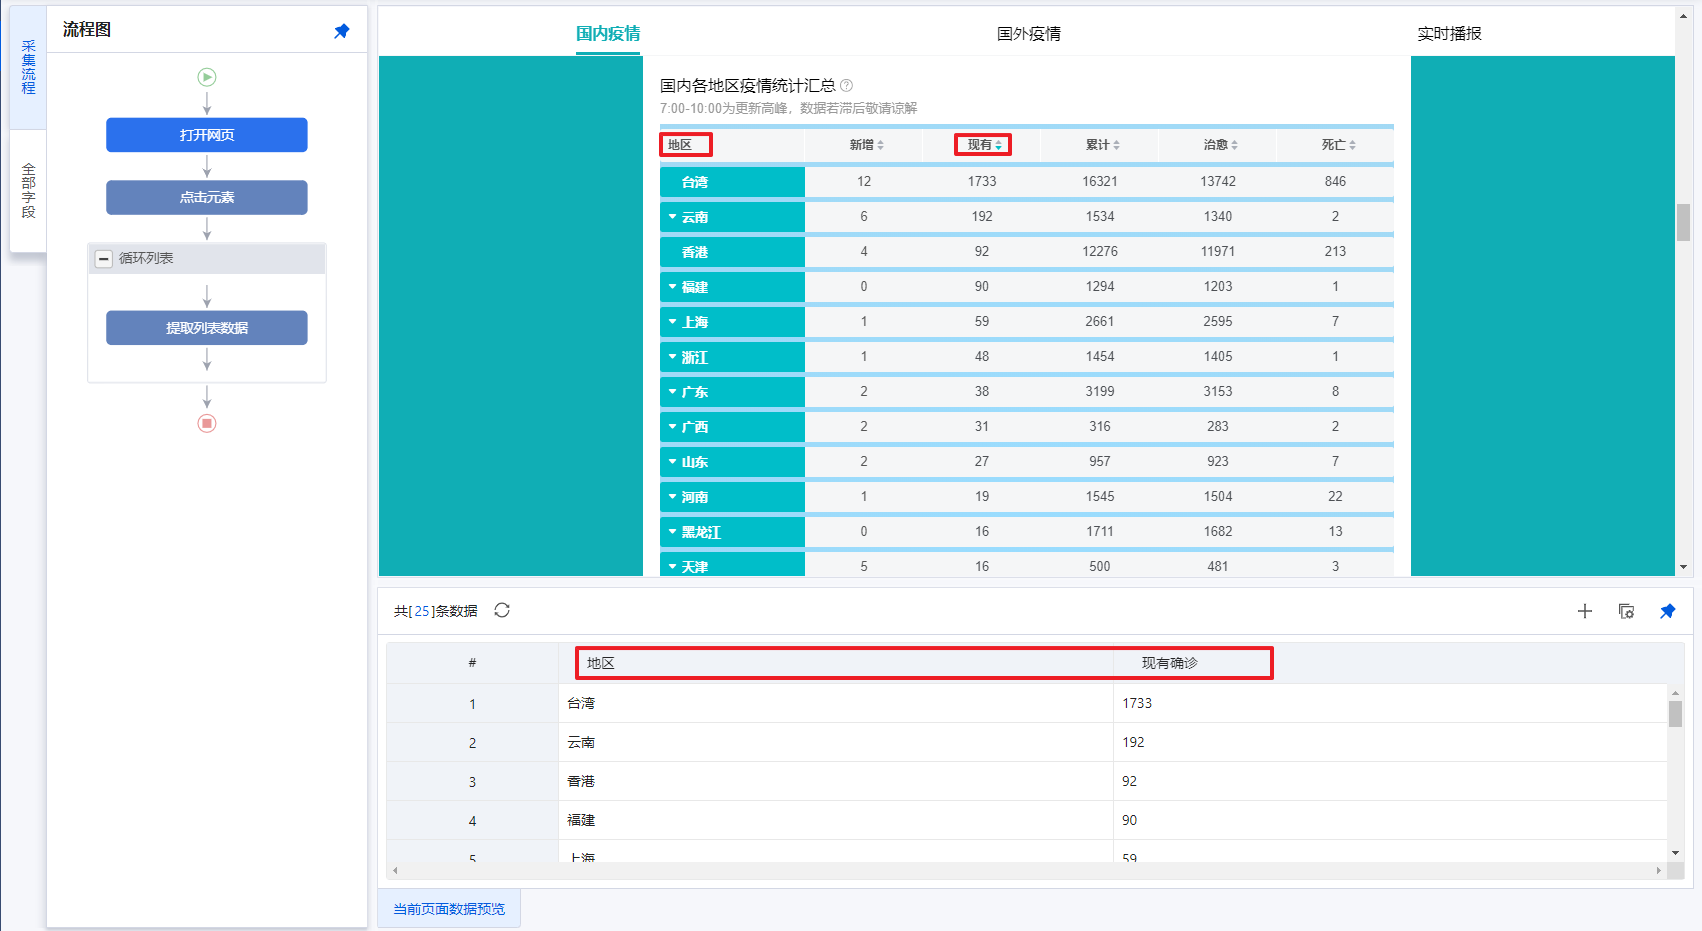 采集流程
全部字段
流程图
打开网页
点击元素
循环列表
提取列表数据
国内疫情 国外疫情 实时播报
国内各地区疫情统计汇总 ?
7:00-10:00为更新高峰，数据若滞后敬请谅解
地区 新增 现有 累计 治愈 死亡
台湾 12 1733 16321 13742 846
云南 6 192 1534 1340 2
香港 4 92 12276 11971 213
福建 0 90 1294 1203 1
上海 1 59 2661 2595 7
浙江 1 48 1454 1405 1
广东 2 38 3199 3153 8
广西 2 31 316 283 2
山东 2 27 957 923 7
河南 1 19 1545 1504 22
黑龙江 0 16 1711 1682 13
天津 5 16 500 481 3
共[25]条数据
# 地区 现有确诊
1 台湾 1733
2 云南 192
3 香港 92
4 福建 90
5 上海 59
当前页面数据预览